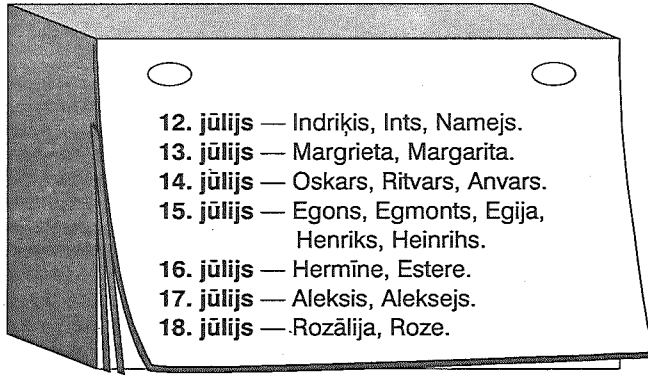 12. jūlijs — Indriķis, Ints, Namejs.
13. jūlijs — Margrieta, Margarita.
14. jūlijs — Oskars, Ritvars, Anvars.
15. jūlijs — Egons, Egmonts, Egija,
Henriks, Heinrihs.
16. jūlijs — Hermīne, Estere.
17. jūlijs — Aleksis, Aleksejs.
18. jūlijs — Rozālija, Roze.